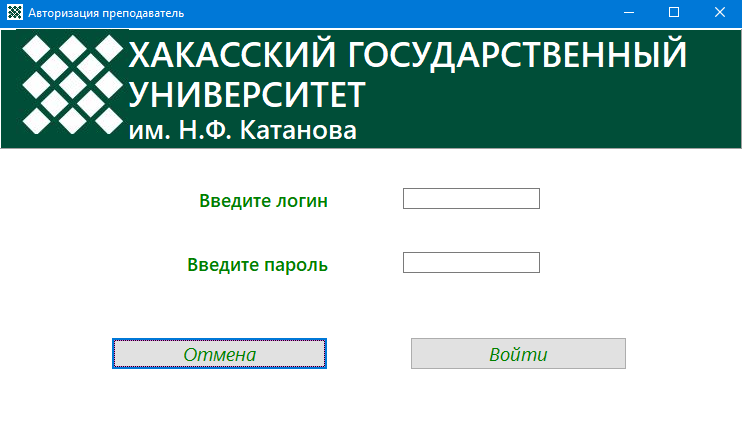 Авторизация преподаватель
ХАКАССКИЙ ГОСУДАРСТВЕННЫЙ
УНИВЕРСИТЕТ
им. Н.Ф. Катанова
Введите логин
Введите пароль
Отмена
Войти